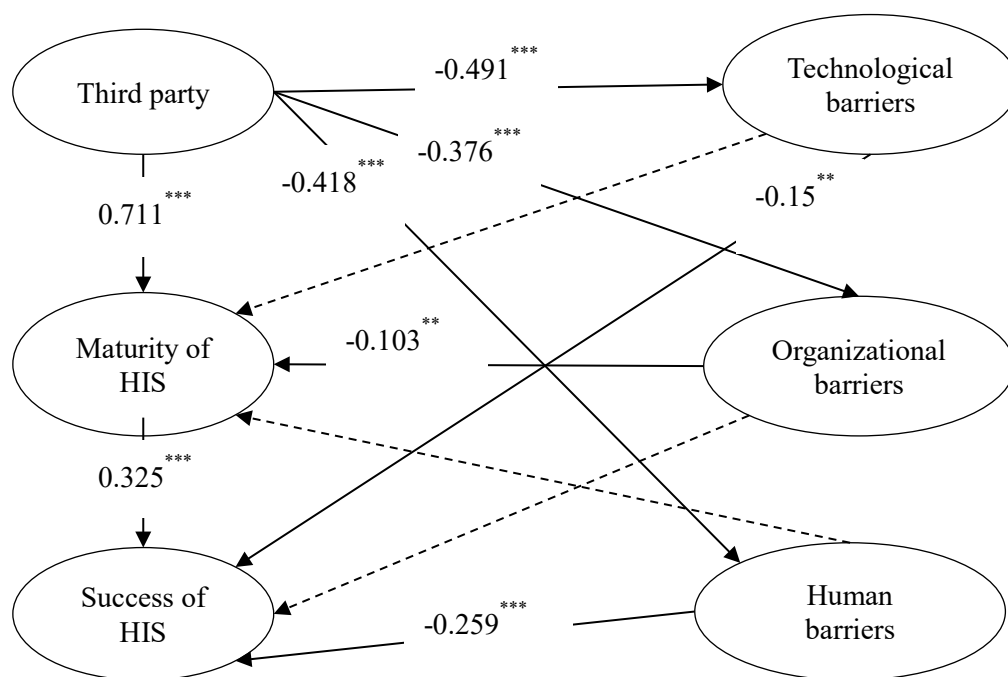 Third party
-0.491***
Technological
barriers
-0.376***
-0.418***
-0.15**
0.711***
Maturity of
HIS
-0.103**
Organizational
barriers
0.325***
Success of
HIS
-0.259***
Human
barriers